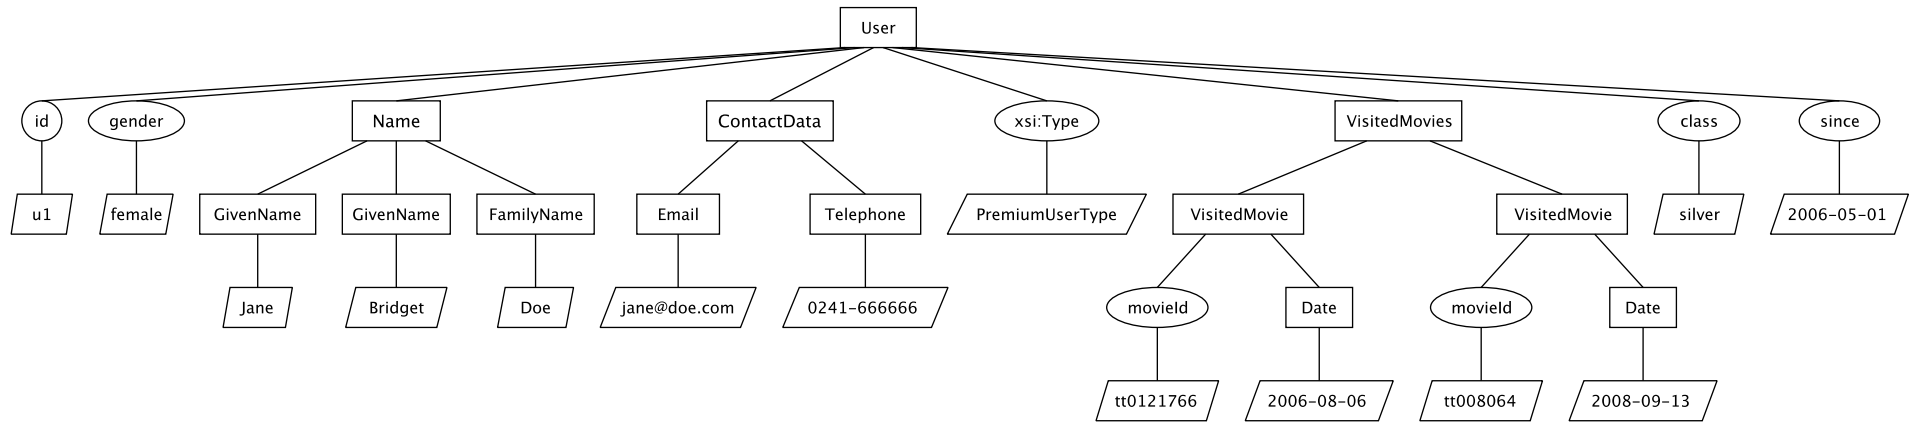 User
id
gender
Name
ContactData
xsi:Type
VisitedMovies
class
since
u1
female
GivenName
GivenName
FamilyName
Email
Telephone
PremiumUserType
VisitedMovie
VisitedMovie
silver
2006-05-01
Jane
Bridget
Doe
jane@doe.com
0241-666666
movieId
Date
movieId
Date
tt0121766
2006-08-06
tt008064
2008-09-13